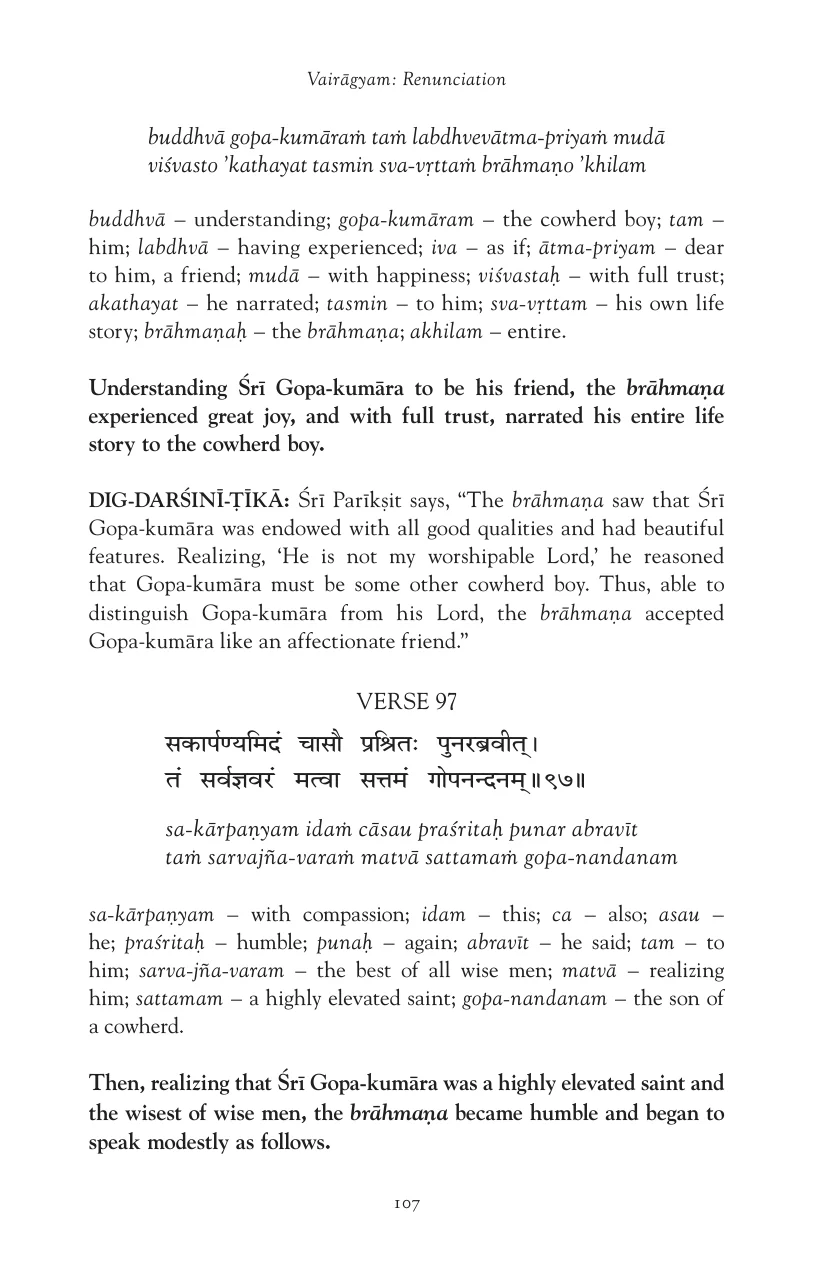 Vairāgyam: Renunciation
buddhvā gopa-kumāraṁ taṁ labdhvevātma-priyaṁ mudā
viśvasto ’kathayat tasmin sva-vṛttaṁ brāhmaṇo ’khilam
buddhvā – understanding; gopa-kumāram – the cowherd boy; tam –
him; labdhvā – having experienced; iva – as if; ātma-priyam – dear
to him, a friend; mudā – with happiness; viśvastaḥ – with full trust;
akathayat – he narrated; tasmin – to him; sva-vṛttam – his own life
story; brāhmaṇaḥ – the brāhmaṇa; akhilam – entire.
Understanding Śrī Gopa-kumāra to be his friend, the brāhmaṇa
experienced great joy, and with full trust, narrated his entire life
story to the cowherd boy.
DIG-DARŚINĪ-ṬĪKĀ: Śrī Parīkṣit says, “The brāhmaṇa saw that Śrī
Gopa-kumāra was endowed with all good qualities and had beautiful
features. Realizing, ‘He is not my worshipable Lord,’ he reasoned
that Gopa-kumāra must be some other cowherd boy. Thus, able to
distinguish Gopa-kumāra from his Lord, the brāhmaṇa accepted
Gopa-kumāra like an affectionate friend.”
VERSE 97
सकार्पण्यमिदं चासौ प्रश्रितः पुनरब्रवीत्।
तं सर्वज्ञवरं मत्वा सत्तमं गोपनन्दनम्॥९७॥
sa-kārpaṇyam idaṁ cāsau praśritaḥ punar abravīt
taṁ sarvajña-varaṁ matvā sattamaṁ gopa-nandanam
sa-kārpaṇyam – with compassion; idam – this; ca – also; asau –
he; praśritaḥ – humble; punaḥ – again; abravīt – he said; tam – to
him; sarva-jña-varam – the best of all wise men; matvā – realizing
him; sattamam – a highly elevated saint; gopa-nandanam – the son of
a cowherd.
Then, realizing that Śrī Gopa-kumāra was a highly elevated saint and
the wisest of wise men, the brāhmaṇa became humble and began to
speak modestly as follows.
107